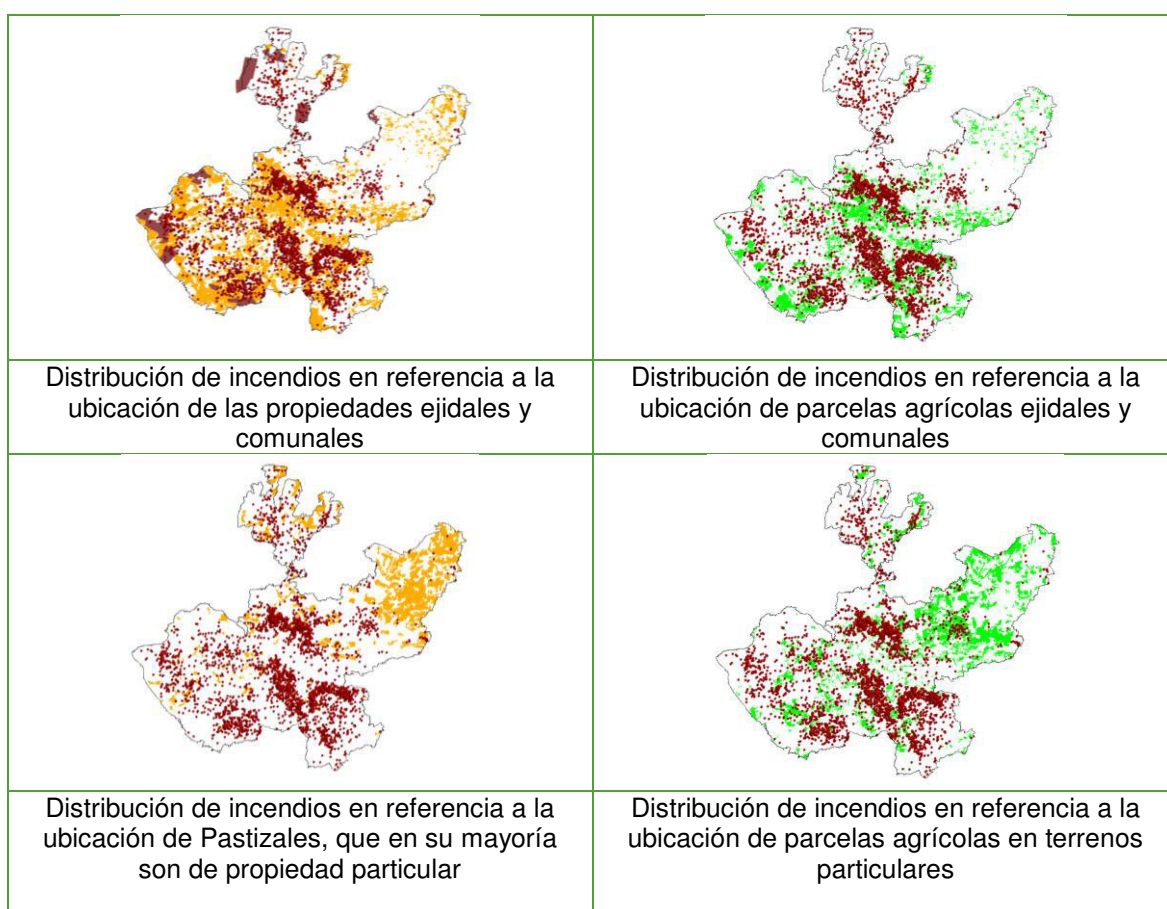 Distribución de incendios en referencia a la
ubicación de las propiedades ejidales y
comunales
Distribución de incendios en referencia a la
ubicación de parcelas agrícolas ejidales y
comunales
Distribución de incendios en referencia a la
ubicación de Pastizales, que en su mayoría
son de propiedad particular
Distribución de incendios en referencia a la
ubicación de parcelas agrícolas en terrenos
particulares